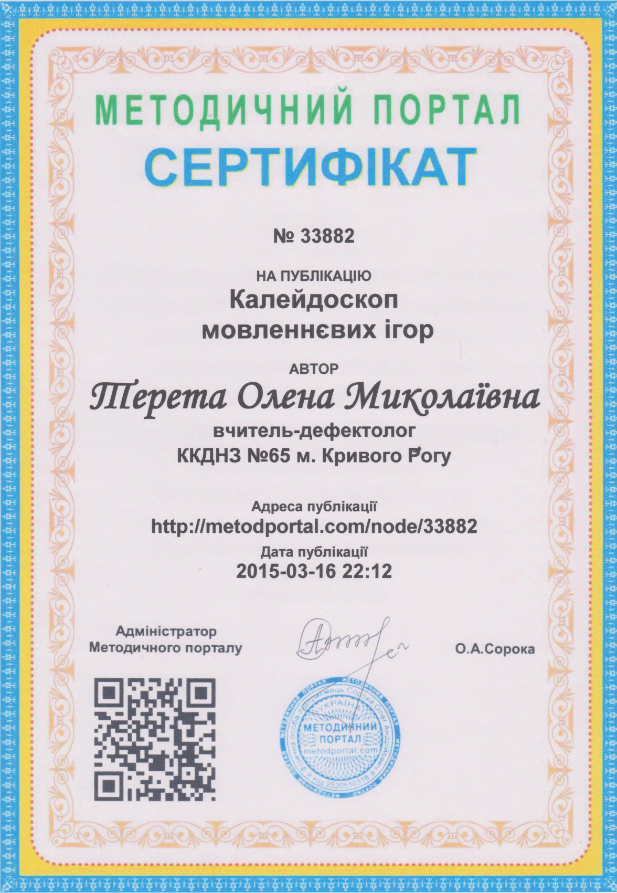 МЕТОДИЧНИЙ ПОРТАЛ
СЕРТИФІКАТ
№ 33882
НА ПУБЛІКАЦІЮ
Калейдоскоп
мовленнєвих ігор
АВТОР
Терета Олена Миколаївна
вчитель-дефектолог
ККДНЗ №65 м. Кривого Рогу
Адреса публікації
http://metodportal.com/node/33882
Дата публікації
2015-03-16 22:12
Адміністратор
Методичного порталу
О.А.Сорока
УКРАЇНА
МЕТОДИЧНИЙ
ПОРТАЛ
metodportal.com